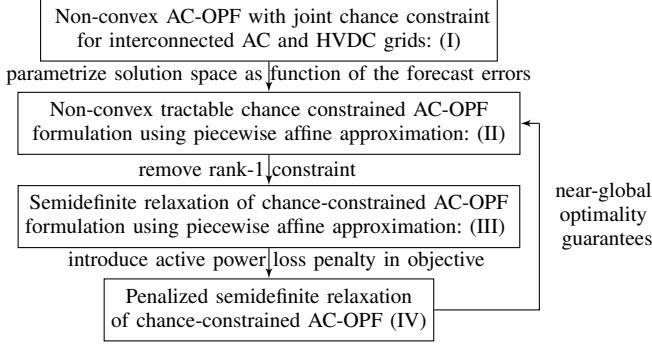 Non-convex AC-OPF with joint chance constraint
for interconnected AC and HVDC grids: (I)
parametrize solution space as function of the forecast errors
Non-convex tractable chance constrained AC-OPF
formulation using piecewise affine approximation: (II)
remove rank-1 constraint
Semidefinite relaxation of chance-constrained AC-OPF
formulation using piecewise affine approximation: (III)
introduce active power loss penalty in objective
Penalized semidefinite relaxation
of chance-constrained AC-OPF (IV)
near-global
optimality
guarantees